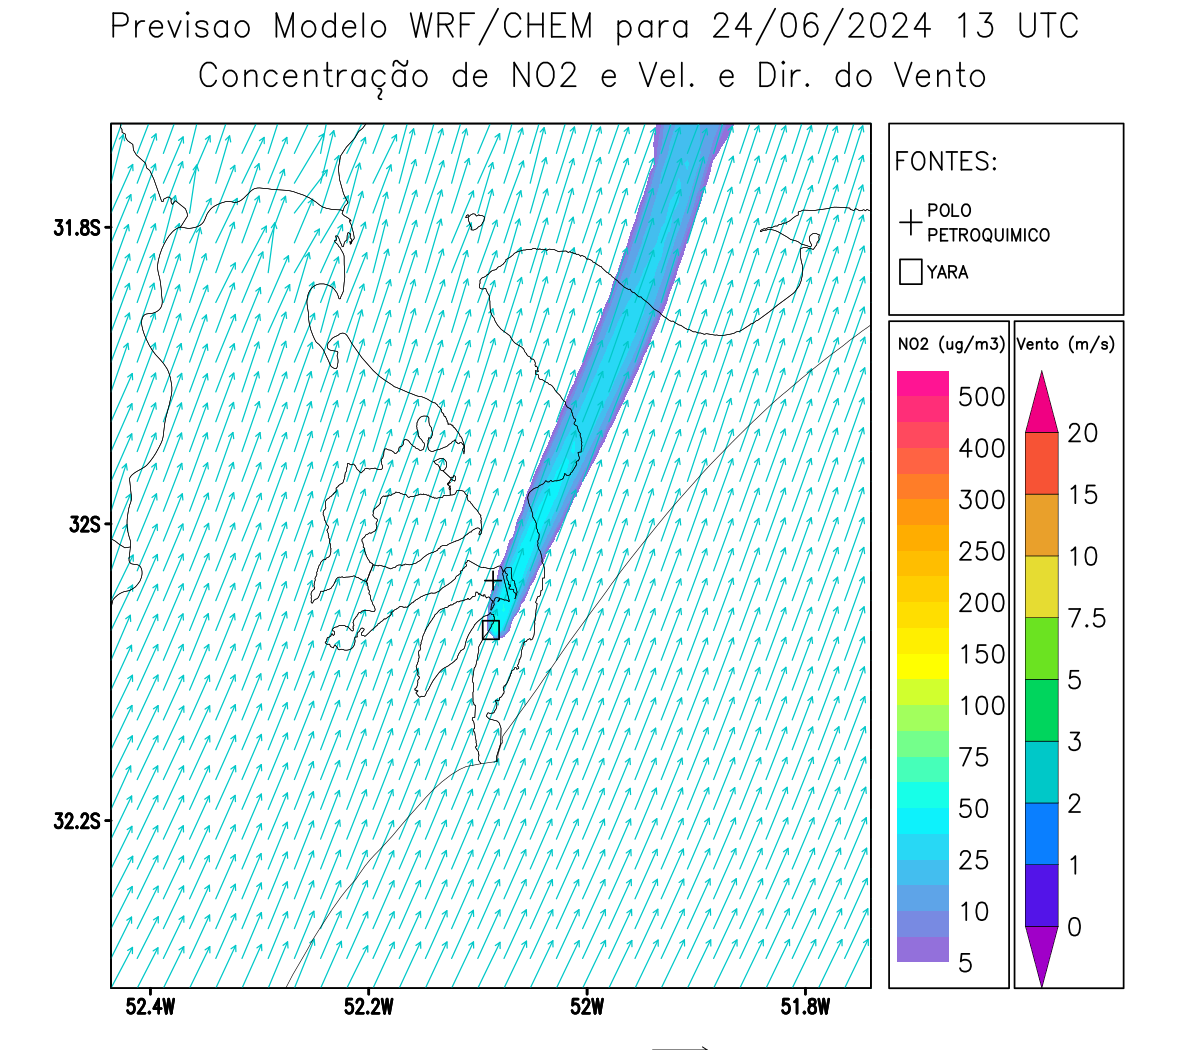 Previsao Modelo WRF/CHEM para 24/06/2024 13 UTC
Concentração de NO2 e Vel. e Dir. do Vento
FONTES:
POLO
PETROQUIMICO
YARA
NO2 (ug/m3)
500
400
300
250
200
150
100
75
50
25
10
5
Vento (m/s)
20
15
10
7.5
5
3
2
1
0
31.8S
32S
32.2S
52.4W
52.2W
52W
51.8W